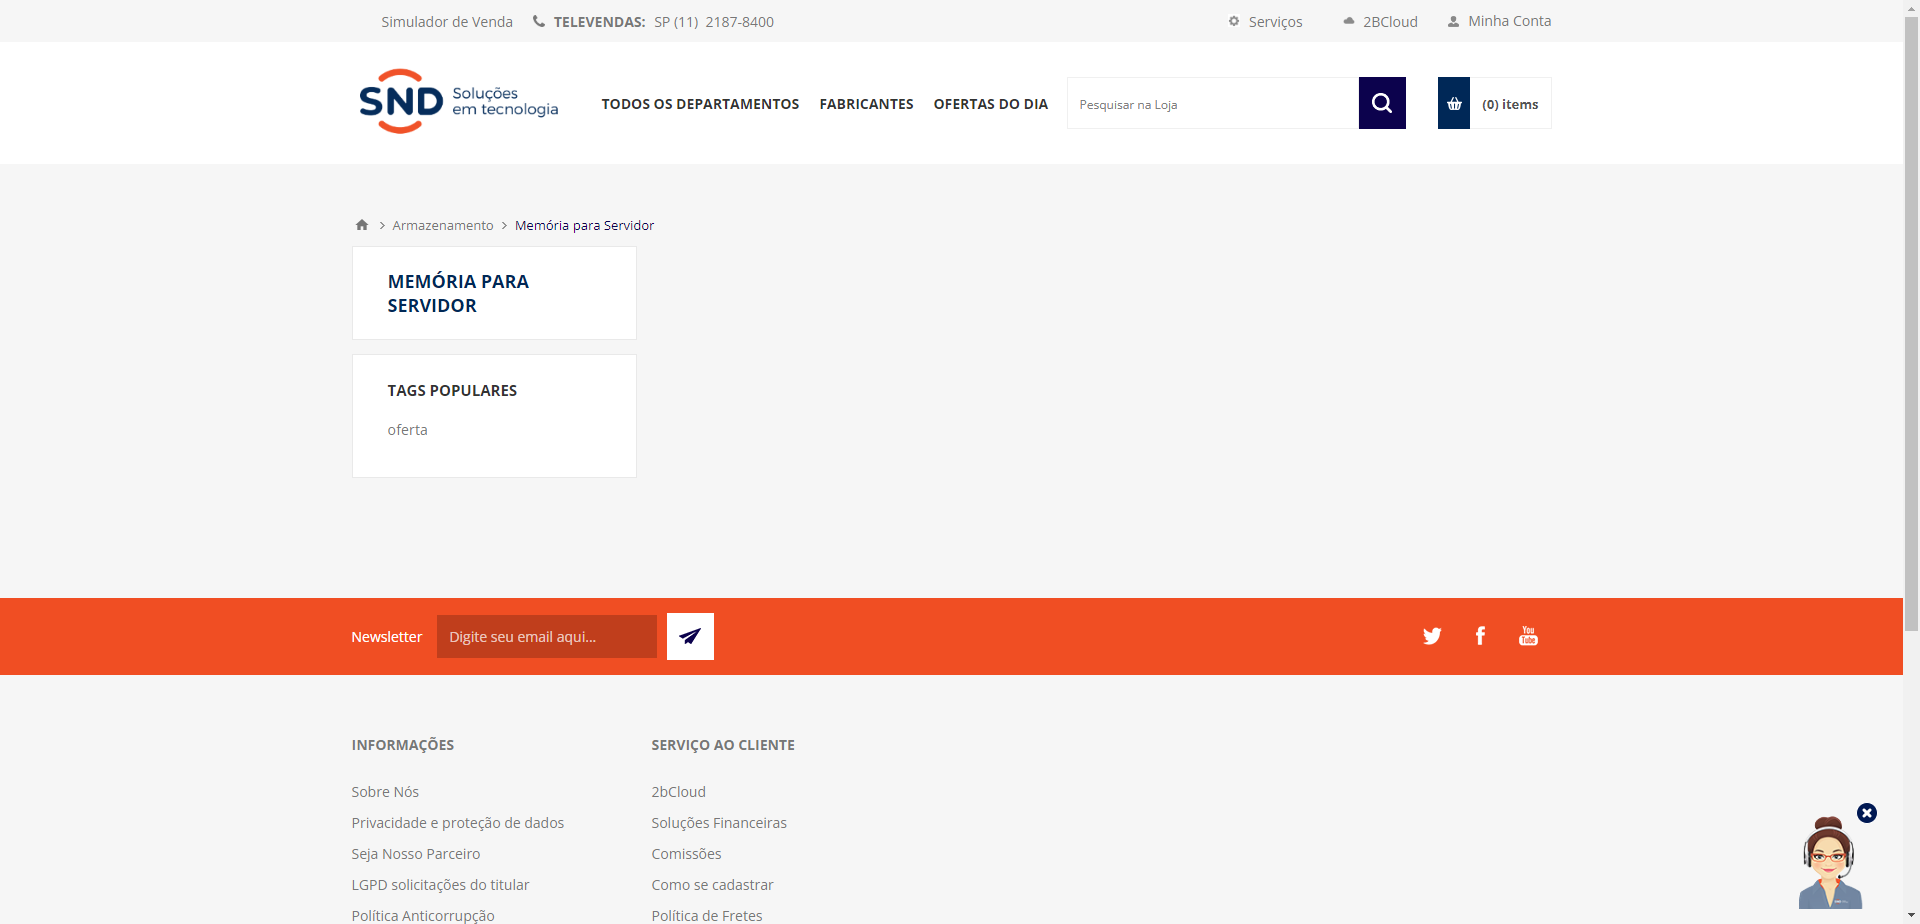 Simulador de Venda
TELEVENDAS: SP (11) 2187-8400
Serviços
2BCloud
Minha Conta
SND Soluções
em tecnologia
TODOS OS DEPARTAMENTOS
FABRICANTES
OFERTAS DO DIA
Pesquisar na Loja
(0) items
Armazenamento
Memória para Servidor
MEMÓRIA PARA
SERVIDOR
TAGS POPULARES
oferta
Newsletter
Digite seu email aqui...
You
Tube
INFORMAÇÕES
Sobre Nós
Privacidade e proteção de dados
Seja Nosso Parceiro
LGPD solicitações do titular
Política Anticorrupção
SERVIÇO AO CLIENTE
2bCloud
Soluções Financeiras
Comissões
Como se cadastrar
Política de Fretes